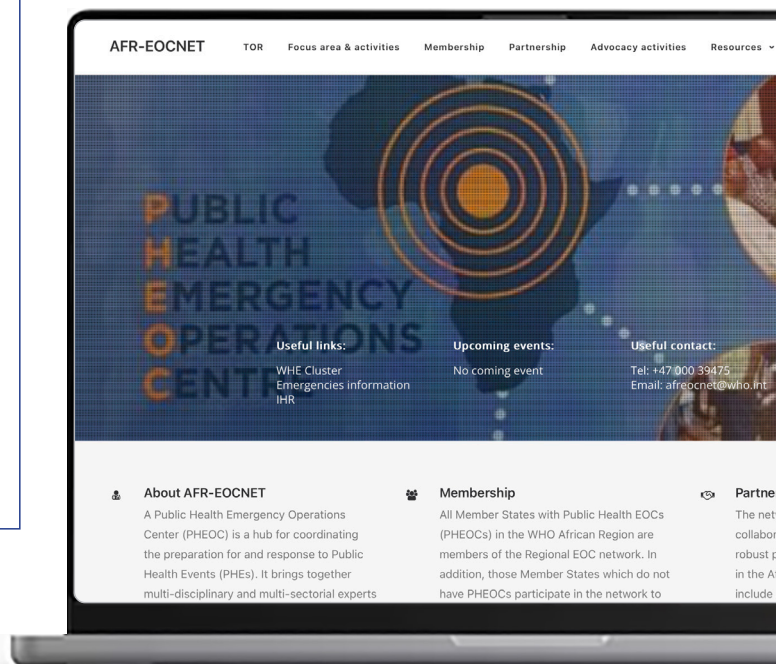 AFR-EOCNET
TOR
Focus area & activities
Membership
Partnership
Advocacy activities
Resources
PUBLIC
HEALTH
EMERGENCY
OPERATIONS
CENTRE
Useful links:
WHE Cluster
Emergencies information
IHR
Upcoming events:
No coming event
Useful contact:
Tel: +47 000 39475
Email: afreocnet@who.int
About AFR-EOCNET
A Public Health Emergency Operations
Center (PHEOC) is a hub for coordinating
the preparation for and response to Public
Health Events (PHEs). It brings together
multi-disciplinary and multi-sectorial experts
Membership
All Member States with Public Health EOCs
(PHEOCs) in the WHO African Region are
members of the Regional EOC network. In
addition, those Member States which do not
have PHEOCs participate in the network to
The
robust
in the
include